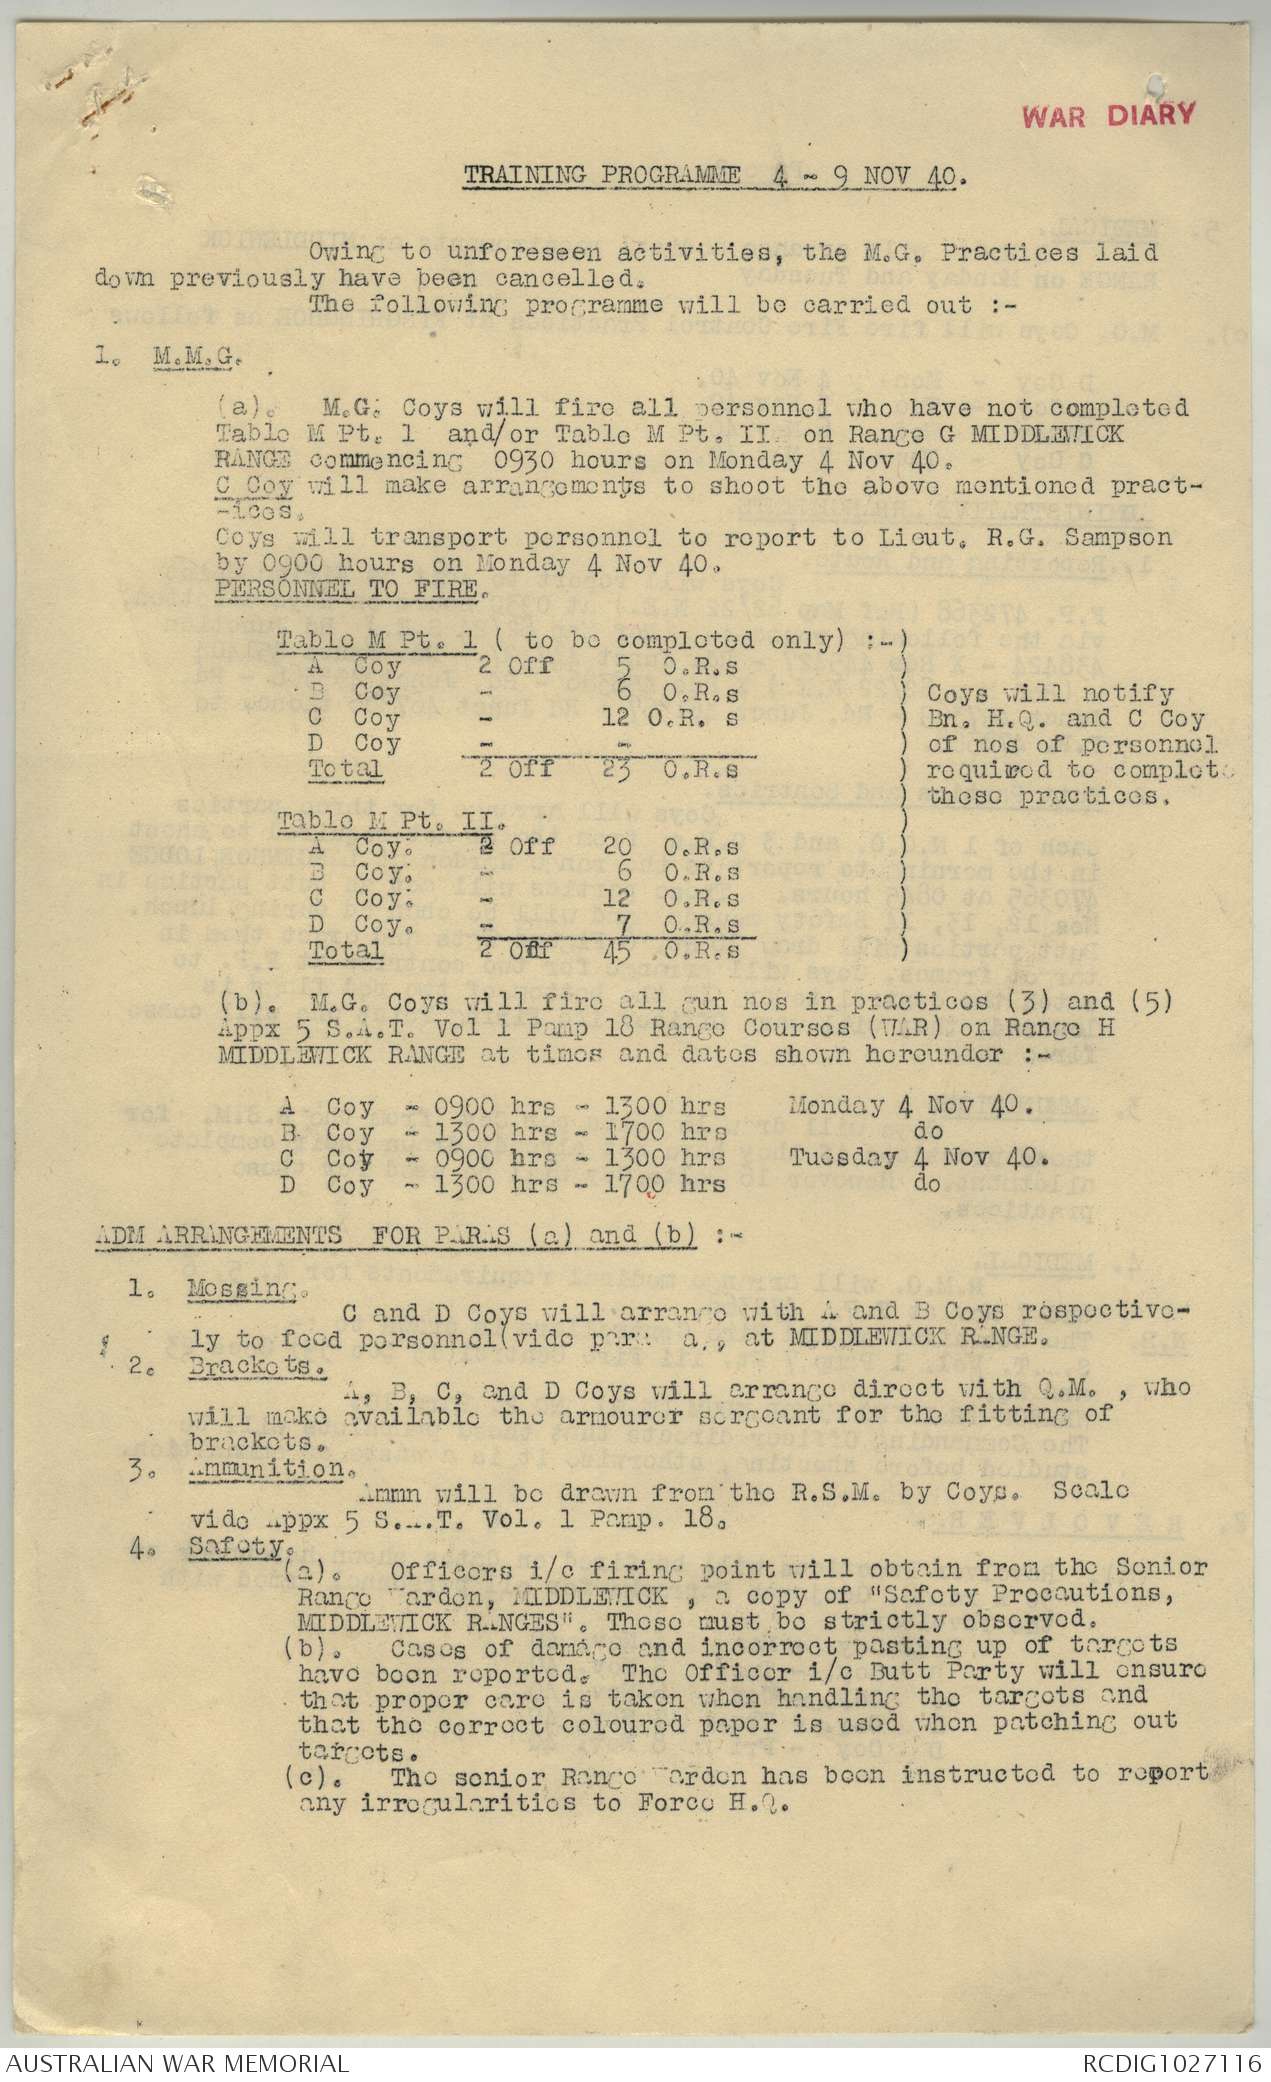 WAR DIARY
TRAINING PROGRAMME 4 - 9 NOV 40.
Owing to unforeseen activities, the M.G. Practices laid
down previously have been cancelled.
The following programme will be carried out :-
1. M.M.G.
(a). M.G. Coys will fire all personnel who have not completed
Table M Pt. 1 and/or Table M Pt. II on Range G MIDDLEWICK
RANGE commencing 0930 hours on Monday 4 Nov 40.
C Coy will make arrangements to shoot the above mentioned pract-
-ices.
Coys will transport personnel to report to Lieut. R.G. Sampson
by 0900 hours on Monday 4 Nov 40.
PERSONNEL TO FIRE.
Table M Pt. 1 ( to be completed only) :-)
A Coy 2 Off 5 O.R.s )
B Coy - 6 O.R.s ) Coys will notify
C Coy - 12 O.R. s ) Bn. H.Q. and C Coy
D Coy - - ) of nos of personnel
Total 2 Off 23 O.R.s ) required to complete
) these practices.
Table M Pt. II. )
A Coy. 2 Off 20 O.R.s )
B Coy. - 6 O.R.s )
C Coy. - 12 O.R.s )
D Coy. - 7 O.R.s )
Total 2 Off 45 O.R.s )
(b). M.G. Coys will fire all gun nos in practices (3) and (5)
Appx 5 S.A.T. Vol 1 Pamp 18 Range Courses (WAR) on Range H
MIDDLEWICK RANGE at times and dates shown hereunder :-
A Coy - 0900 hrs - 1300 hrs Monday 4 Nov 40.
B Coy - 1300 hrs - 1700 hrs do
C Coy - 0900 hrs - 1300 hrs Tuesday 4 Nov 40.
D Coy - 1300 hrs - 1700 hrs do
ADM ARRANGEMENTS FOR PARAS (a) and (b) :-
1. Messing.
C and D Coys will arrange with A and B Coys respective-
ly to feed personnel(vide para a), at MIDDLEWICK RANGE.
2. Brackets.
A, B, C, and D Coys will arrange direct with Q.M. , who
will make available the armourer sergeant for the fitting of
brackets.
3. Ammunition.
Ammn will be drawn from the R.S.M. by Coys. Scale
vide Appx 5 S.A.T. Vol. 1 Pamp. 18.
4. Safety.
(a). Officers i/c firing point will obtain from the Senior
Range Warden, MIDDLEWICK , a copy of "Safety Precautions,
MIDDLEWICK RANGES". These must be strictly observed.
(b). Cases of damage and incorrect pasting up of targets
have been reported. The Officer i/c Butt Party will ensure
that proper care is taken when handling the targets and
that the correct coloured paper is used when patching out
targets.
(c). The senior Range Warden has been instructed to report
any irregularities to Force H.Q.
AUSTRALIAN WAR MEMORIAL
RCDIG1027116